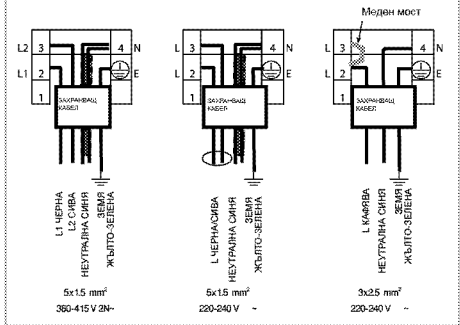 Меден мост
L2 3 4 N
L1 2 E
1
ЗАХРАНВАЩ КАБЕЛ
L1 ЧЕРНА
L2 СИВА
НЕУТРАЛНА СИНЯ
ЗЕМЯ
ЖЪЛТО-ЗЕЛЕНА
5x1.5 mm²
380-415 V 2N~
L 3 4 N
L 2 E
1
ЗАХРАНВАЩ КАБЕЛ
L ЧЕРНА/СИВА
НЕУТРАЛНА СИНЯ
ЗЕМЯ
ЖЪЛТО-ЗЕЛЕНА
5x1.5 mm²
220-240 V ~
L 3 4 N
L 2 E
1
ЗАХРАНВАЩ КАБЕЛ
L КАФЯВА
НЕУТРАЛНА СИНЯ
ЗЕМЯ
ЖЪЛТО-ЗЕЛЕНА
3x2.5 mm²
220-240 V ~